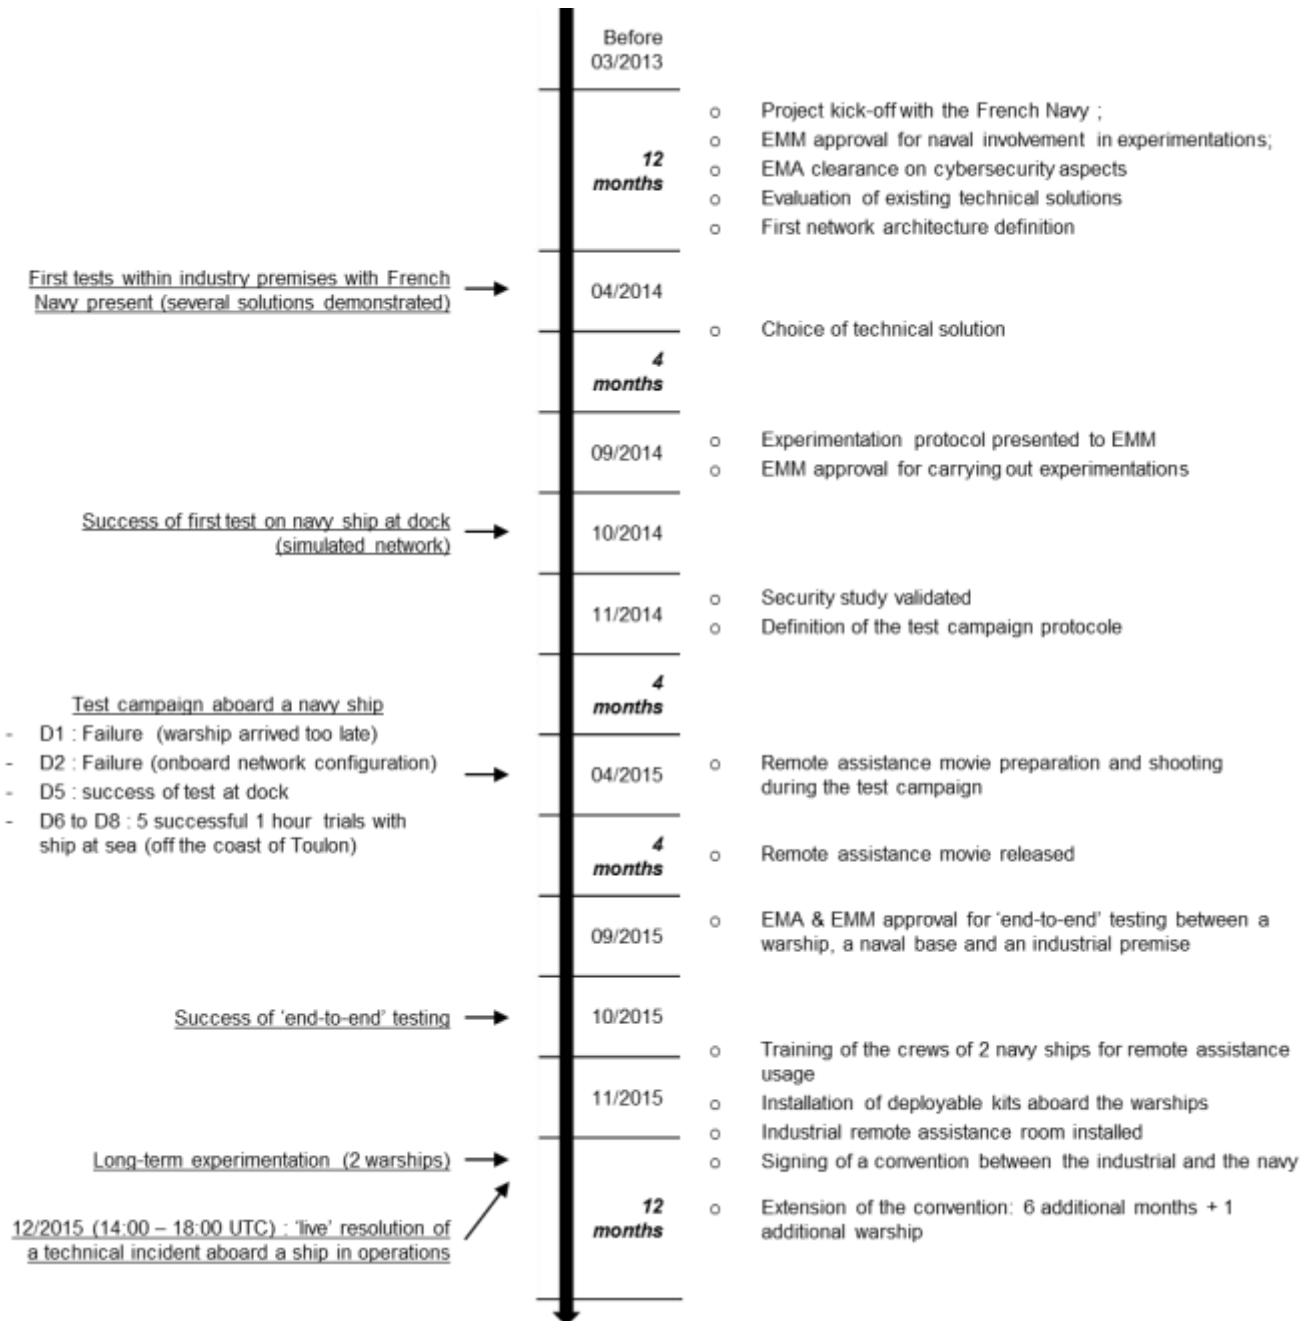 Before
03/2013
12
months
o Project kick-off with the French Navy ;
o EMM approval for naval involvement in experimentations;
o EMA clearance on cybersecurity aspects
o Evaluation of existing technical solutions
o First network architecture definition
First tests within industry premises with French
Navy present (several solutions demonstrated)
04/2014
o Choice of technical solution
4
months
09/2014
o Experimentation protocol presented to EMM
o EMM approval for carrying out experimentations
Success of first test on navy ship at dock
(simulated network)
10/2014
11/2014
o Security study validated
o Definition of the test campaign protocole
4
months
Test campaign aboard a navy ship
- D1 : Failure (warship arrived too late)
- D2 : Failure (onboard network configuration)
- D5 : success of test at dock
- D6 to D8 : 5 successful 1 hour trials with
ship at sea (off the coast of Toulon)
04/2015
o Remote assistance movie preparation and shooting
during the test campaign
4
months
o Remote assistance movie released
09/2015
o EMA & EMM approval for ‘end-to-end’ testing between a
warship, a naval base and an industrial premise
Success of ‘end-to-end’ testing
10/2015
11/2015
o Training of the crews of 2 navy ships for remote assistance
usage
o Installation of deployable kits aboard the warships
o Industrial remote assistance room installed
o Signing of a convention between the industrial and the navy
Long-term experimentation (2 warships)
12/2015 (14:00 – 18:00 UTC) : ‘live’ resolution of
a technical incident aboard a ship in operations
12
months
o Extension of the convention: 6 additional months + 1
additional warship